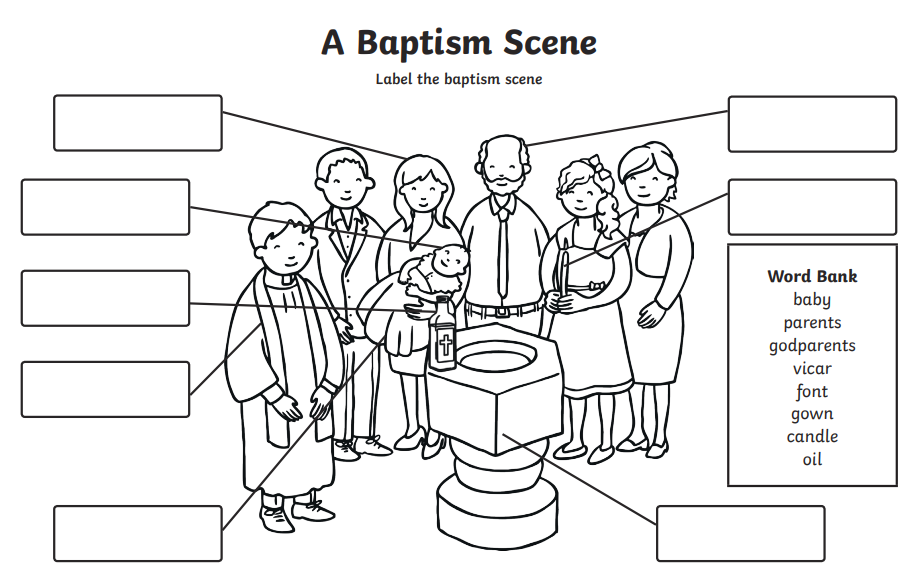 A Baptism Scene
Label the baptism scene
Word Bank
baby
parents
godparents
vicar
font
gown
candle
oil